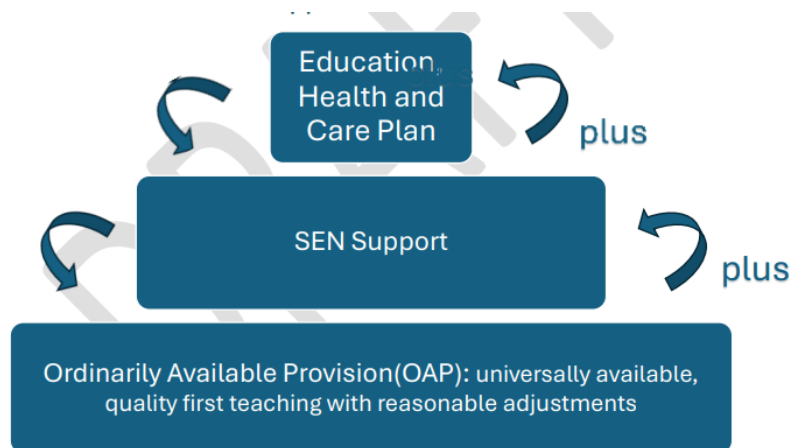 Education,
Health and
Care Plan
plus
SEN Support
plus
Ordinarily Available Provision(OAP): universally available,
quality first teaching with reasonable adjustments